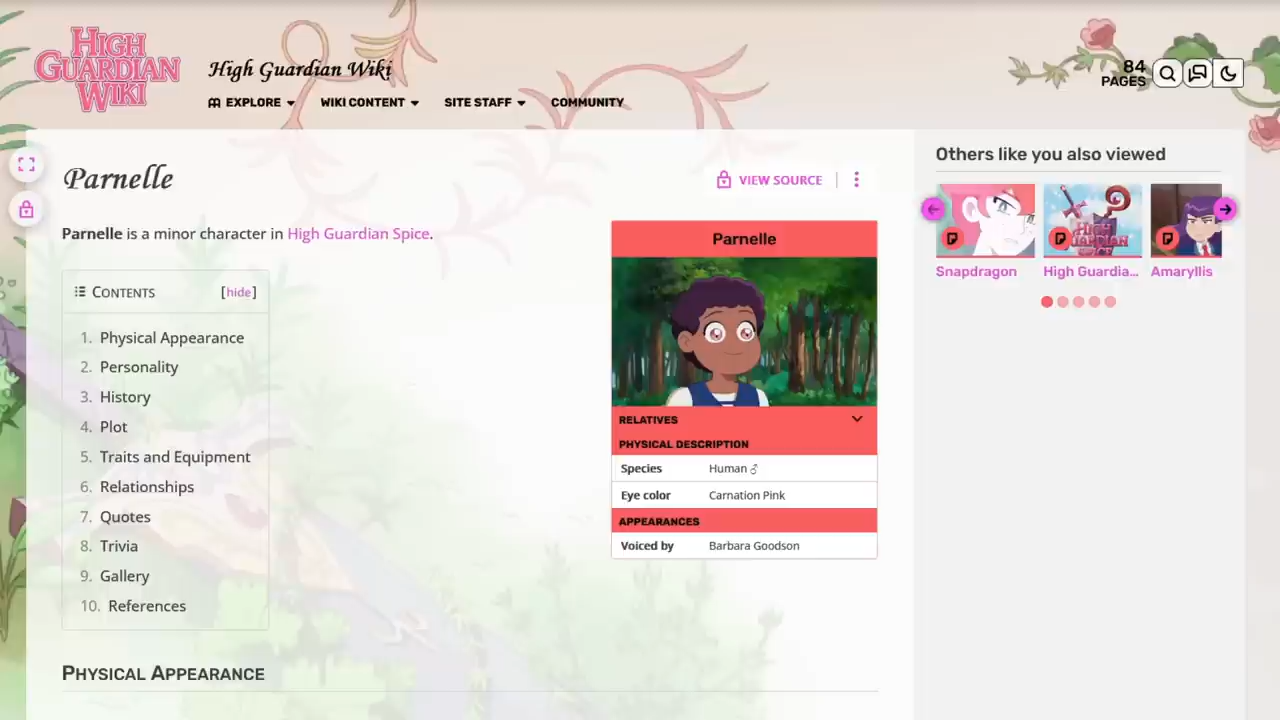 HIGH
GUARDIAN
WIKI
High Guardian Wiki
EXPLORE
WIKI CONTENT
SITE STAFF
COMMUNITY
84
PAGES
Parnelle
VIEW SOURCE
Parnelle is a minor character in High Guardian Spice.
CONTENTS [hide]
1. Physical Appearance
2. Personality
3. History
4. Plot
5. Traits and Equipment
6. Relationships
7. Quotes
8. Trivia
9. Gallery
10. References
Parnelle
RELATIVES
PHYSICAL DESCRIPTION
Species Human ♂
Eye color Carnation Pink
APPEARANCES
Voiced by Barbara Goodson
PHYSICAL APPEARANCE
Others like you also viewed
HIGH
GUARDIAN
SPICE
Snapdragon
High Guardia...
Amaryllis